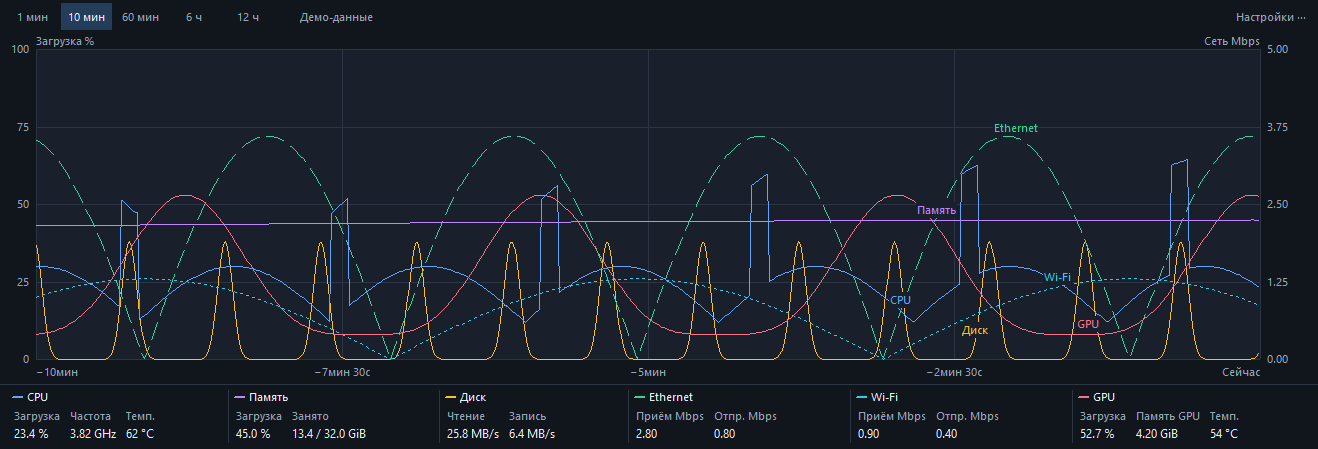 1 мин 10 мин 60 мин 6 ч 12 ч Демо-данные Настройки ···
Загрузка % Сеть Mbps
100 5.00
Ethernet
75 3.75
50 2.50
Память
Wi-Fi
25 1.25
CPU
GPU
Диск
0 0.00
−10мин −7мин 30с −5мин −2мин 30с Сейчас
CPU Память Диск Ethernet Wi-Fi GPU
Загрузка Частота Темп. Загрузка Занято Чтение Запись Приём Mbps Отпр. Mbps Приём Mbps Отпр. Mbps Загрузка Память GPU Темп.
23.4 % 3.82 GHz 62 °C 45.0 % 13.4 / 32.0 GiB 25.8 MB/s 6.4 MB/s 2.80 0.80 0.90 0.40 52.7 % 4.20 GiB 54 °C